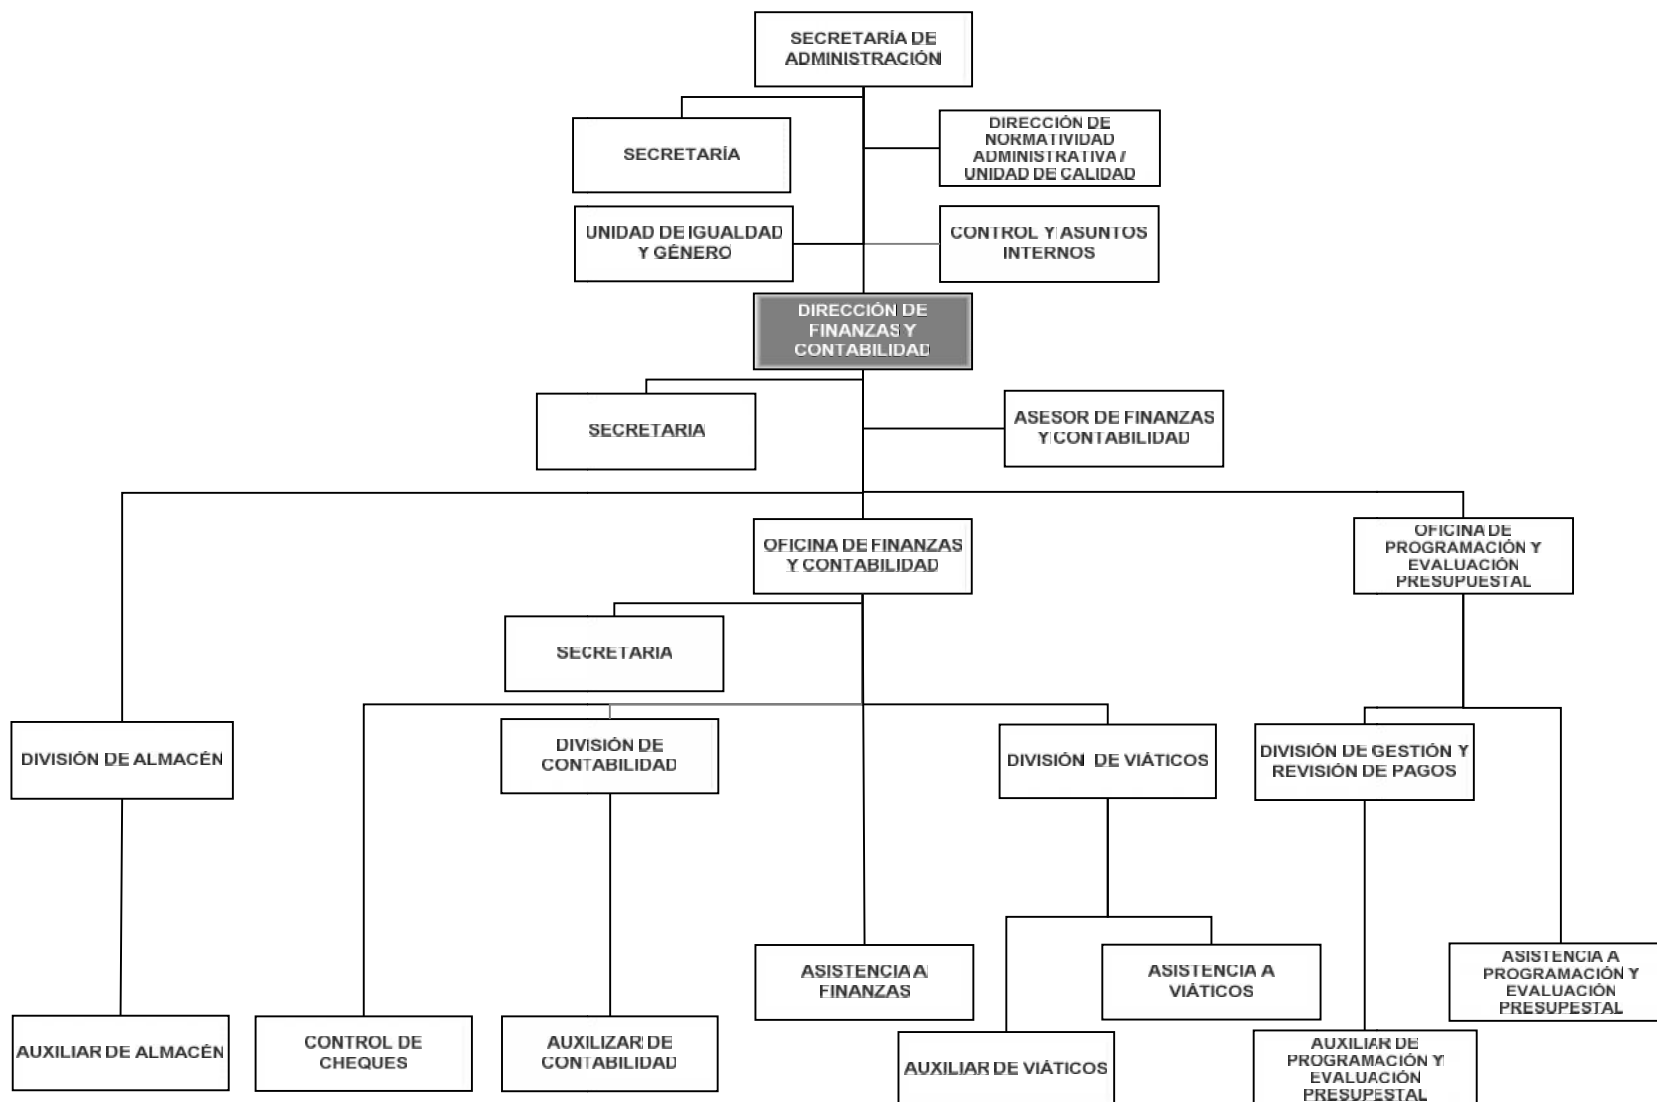 SECRETARÍA DE
ADMINISTRACIÓN
SECRETARÍA
DIRECCIÓN DE
NORMATIVIDAD
ADMINISTRATIVA /
UNIDAD DE CALIDAD
UNIDAD DE IGUALDAD
Y GÉNERO
CONTROL Y ASUNTOS
INTERNOS
DIRECCIÓN DE
FINANZAS Y
CONTABILIDAD
SECRETARIA
ASESOR DE FINANZAS
Y CONTABILIDAD
OFICINA DE FINANZAS
Y CONTABILIDAD
OFICINA DE
PROGRAMACIÓN Y
EVALUACIÓN
PRESUPUESTAL
SECRETARIA
DIVISIÓN DE ALMACÉN
DIVISIÓN DE
CONTABILIDAD
DIVISIÓN DE VIÁTICOS
DIVISIÓN DE GESTIÓN Y
REVISIÓN DE PAGOS
ASISTENCIA A
FINANZAS
ASISTENCIA A
VIÁTICOS
ASISTENCIA A
PROGRAMACIÓN Y
EVALUACIÓN
PRESUPESTAL
AUXILIAR DE ALMACÉN
CONTROL DE
CHEQUES
AUXILIZAR DE
CONTABILIDAD
AUXILIAR DE VIÁTICOS
AUXILIAR DE
PROGRAMACIÓN Y
EVALUACIÓN
PRESUPESTAL